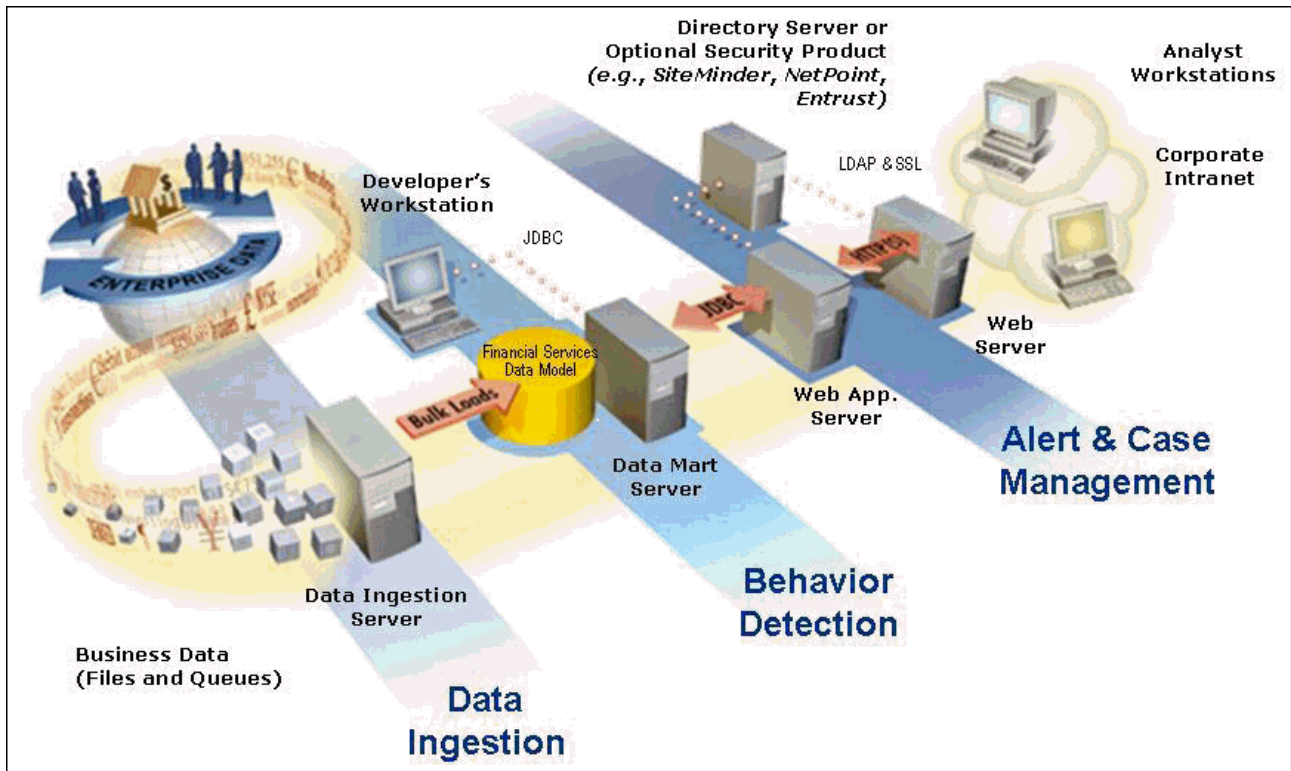 Directory Server or
Optional Security Product
(e.g., SiteMinder, NetPoint,
Entrust)
Analyst
Workstations
LDAP & SSL
Corporate
Intranet
Developer's
Workstation
JDBC
ENTERPRISE DATA
HTTP(S)
JDBC
Web
Server
Financial Services
Data Model
Bulk Loads
Web App.
Server
Alert & Case
Management
Data Mart
Server
Data Ingestion
Server
Behavior
Detection
Business Data
(Files and Queues)
Data
Ingestion